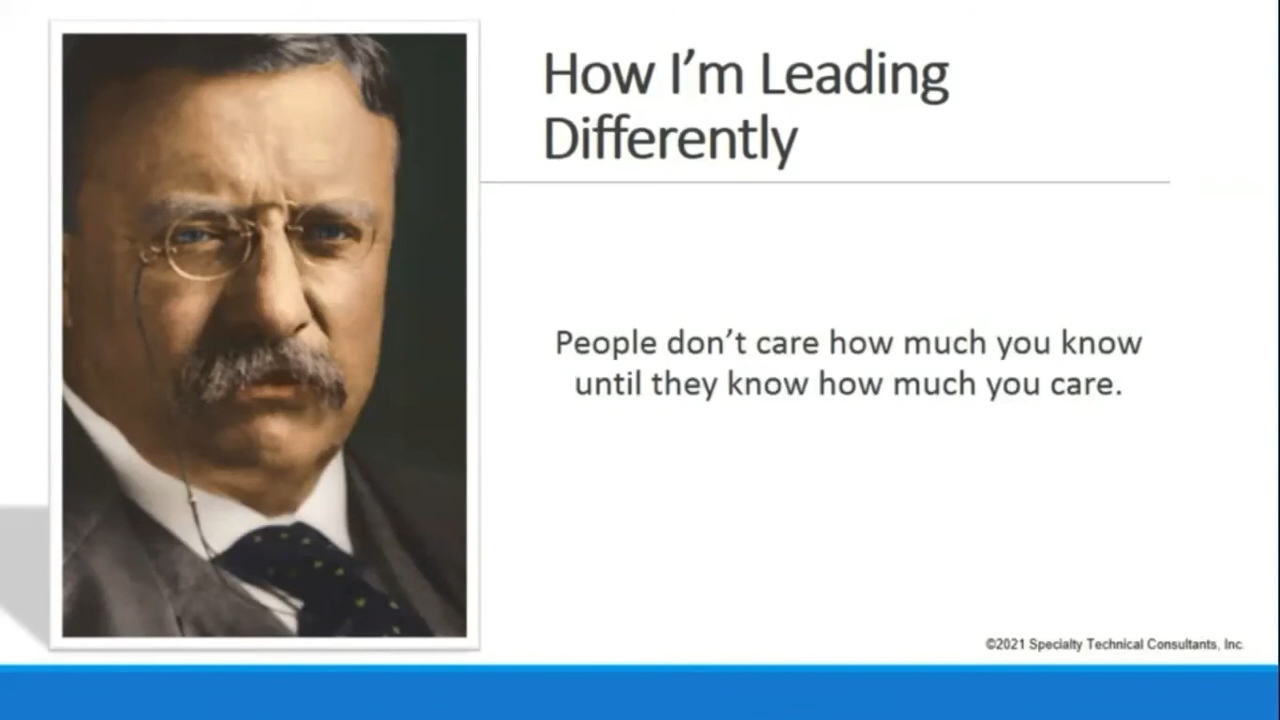 How I’m Leading
Differently
People don’t care how much you know
until they know how much you care.
©2021 Specialty Technical Consultants, Inc